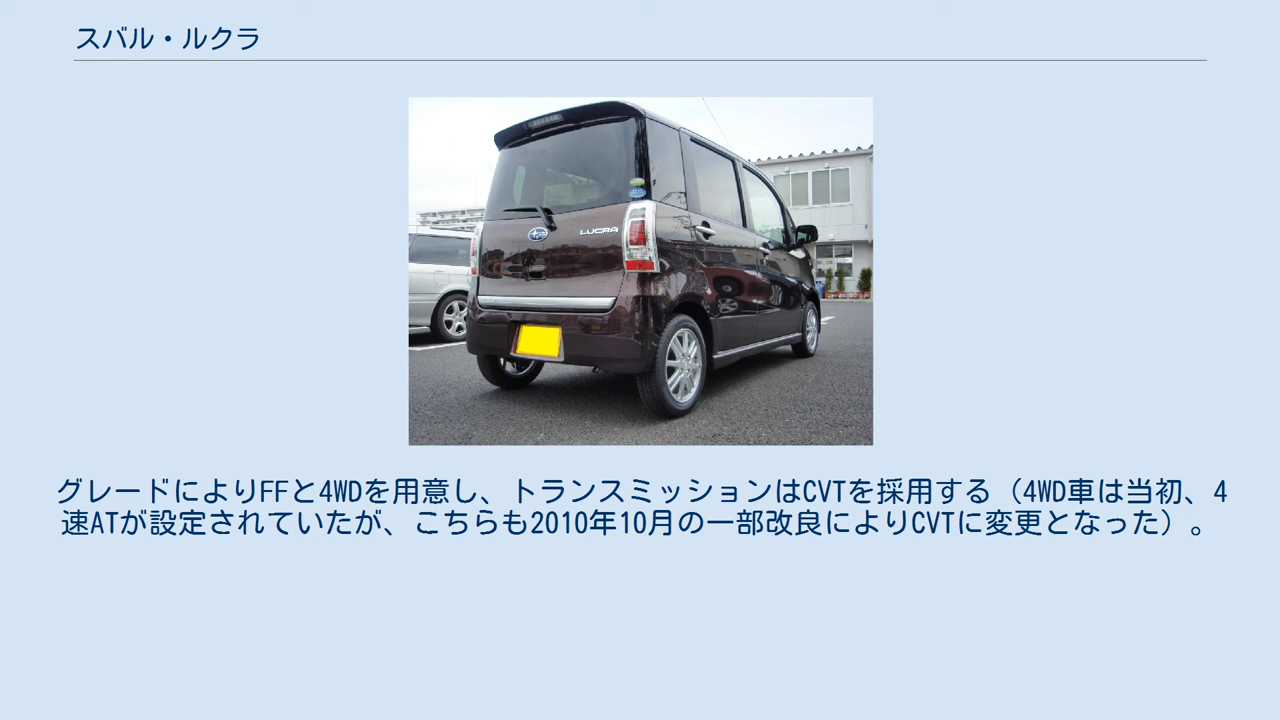 スバル・ルクラ
LUCRA
グレードによりFFと4WDを用意し、トランスミッションはCVTを採用する（4WD車は当初、4
速ATが設定されていたが、こちらも2010年10月の一部改良によりCVTに変更となった）。